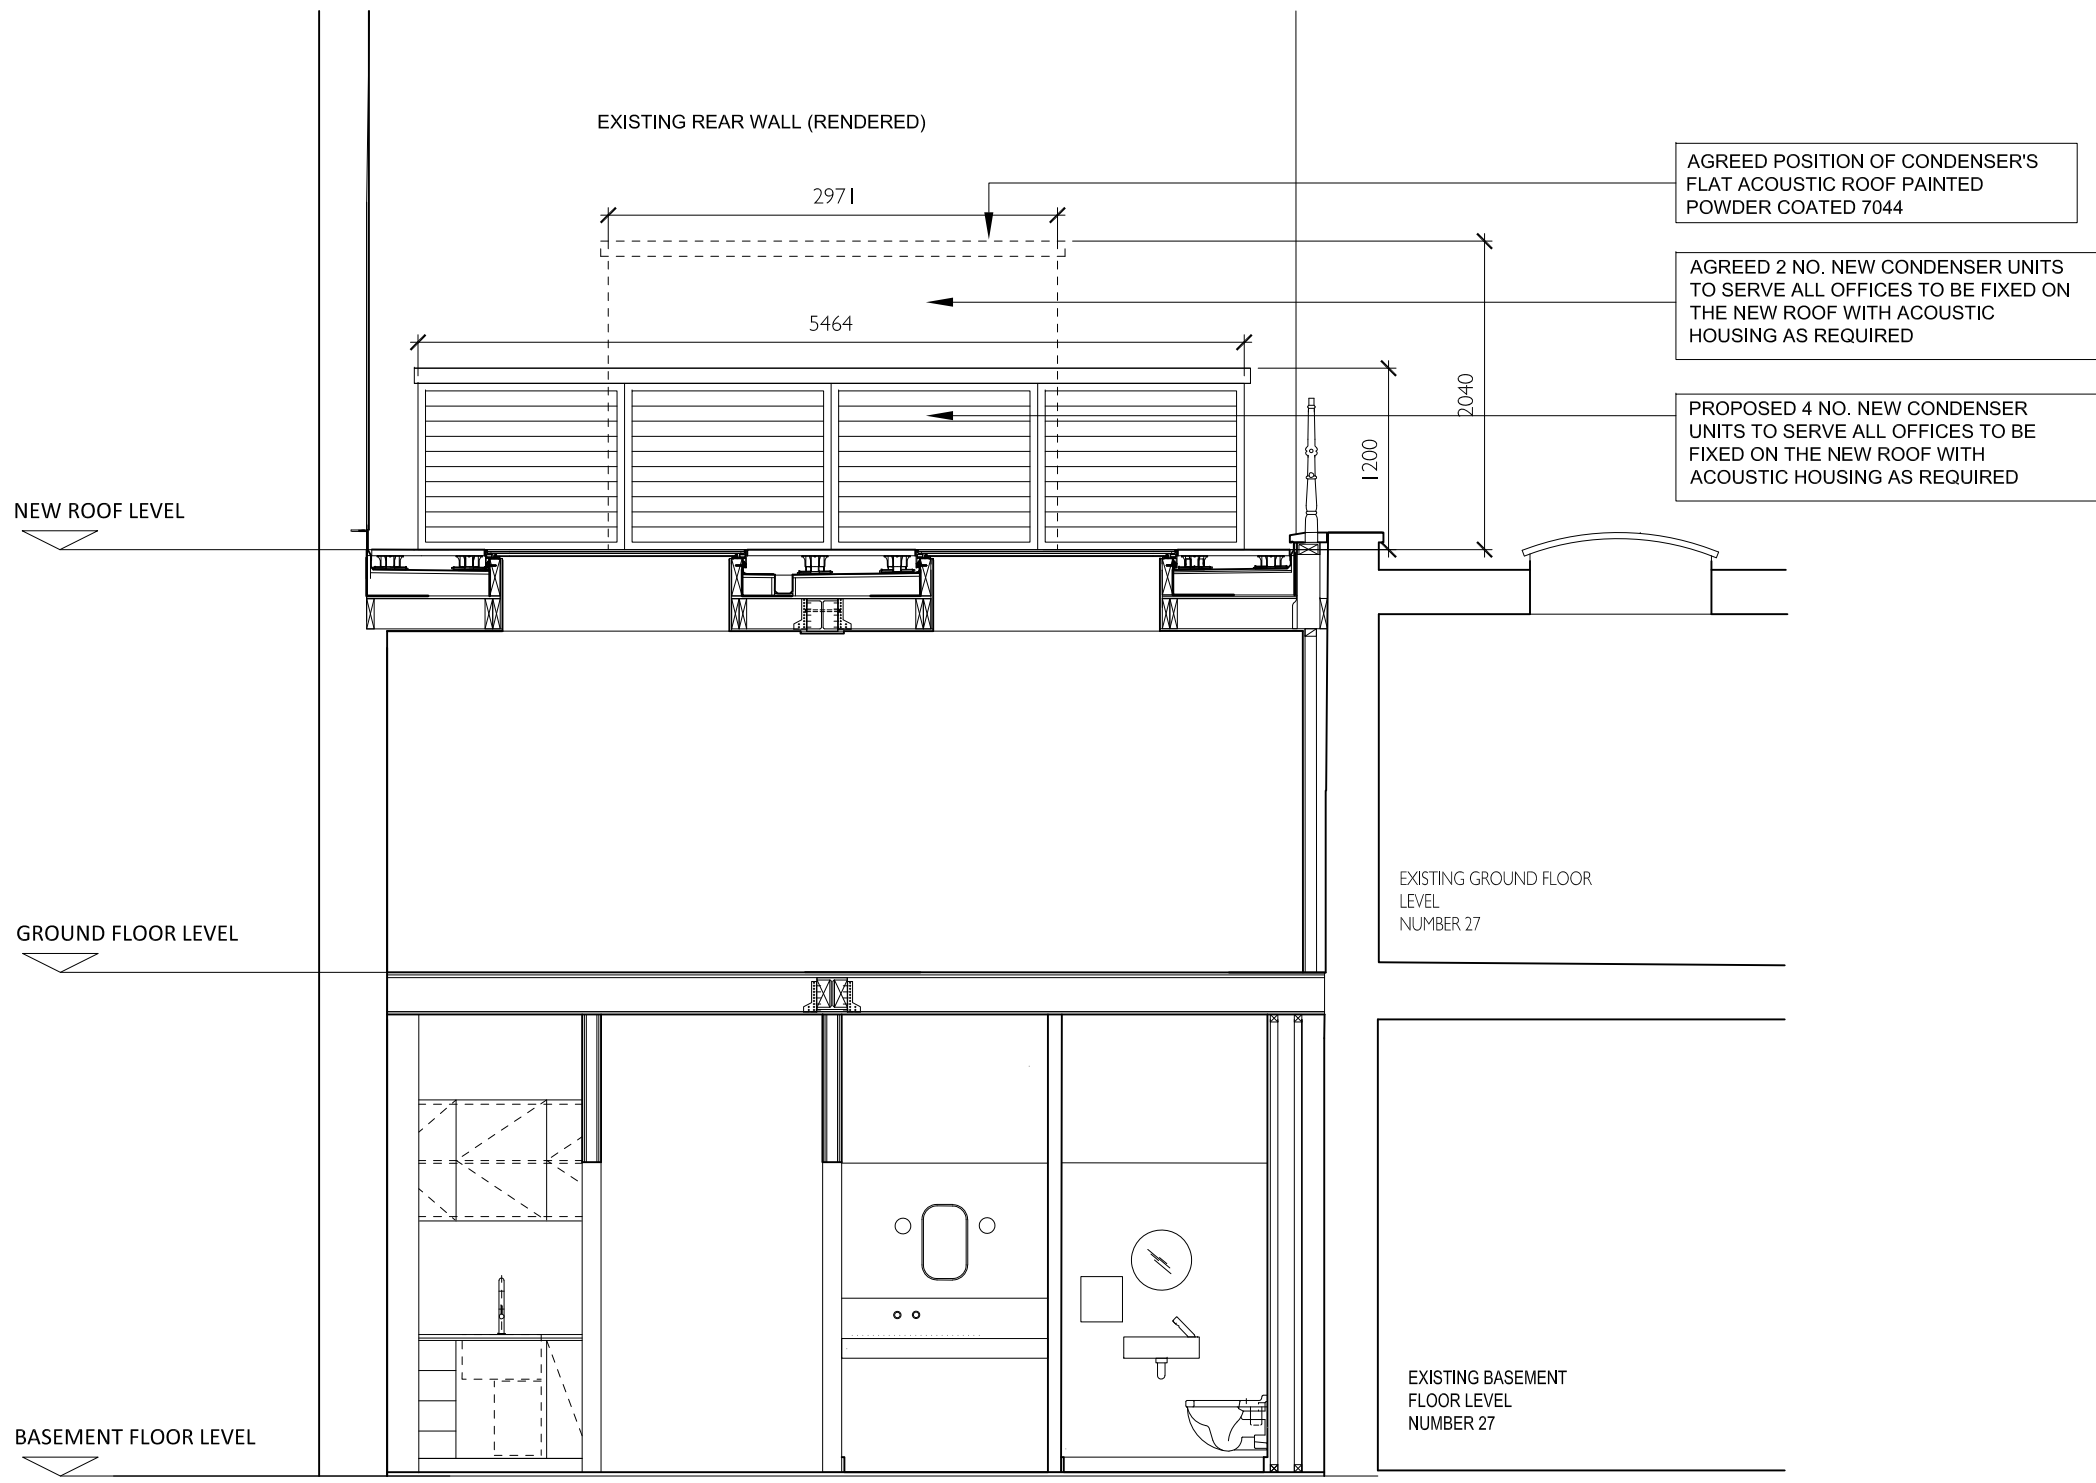 EXISTING REAR WALL (RENDERED)
AGREED POSITION OF CONDENSER'S
FLAT ACOUSTIC ROOF PAINTED
POWDER COATED 7044
2971
AGREED 2 NO. NEW CONDENSER UNITS
TO SERVE ALL OFFICES TO BE FIXED ON
THE NEW ROOF WITH ACOUSTIC
HOUSING AS REQUIRED
5464
2040
1200
PROPOSED 4 NO. NEW CONDENSER
UNITS TO SERVE ALL OFFICES TO BE
FIXED ON THE NEW ROOF WITH
ACOUSTIC HOUSING AS REQUIRED
NEW ROOF LEVEL
EXISTING GROUND FLOOR
LEVEL
NUMBER 27
GROUND FLOOR LEVEL
EXISTING BASEMENT
FLOOR LEVEL
NUMBER 27
BASEMENT FLOOR LEVEL